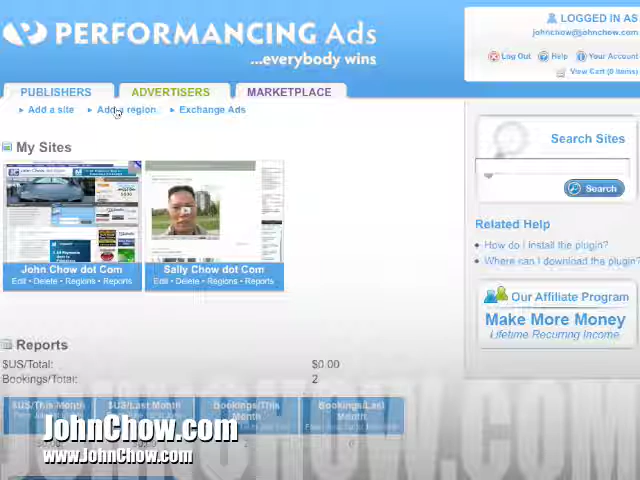 PERFORMANCING Ads
...everybody wins
LOGGED IN AS
johnchow@johnchow.com
Log Out Help Your Account
View Cart (0 items)
PUBLISHERS ADVERTISERS MARKETPLACE
Add a site Add a region Exchange Ads
My Sites
Search Sites
Search
John Chow dot Com
Edit • Delete • Regions • Reports
Sally Chow dot Com
Edit • Delete • Regions • Reports
Related Help
How do I install the plugin?
Where can I download the plugin?
Our Affiliate Program
Make More Money
Lifetime Recurring Income
Reports
$US/Total: $0.00
Bookings/Total: 2
$US/This Month $US/Last Month Bookings/This Month Bookings/Last Month
JohnChow.com
www.JohnChow.com